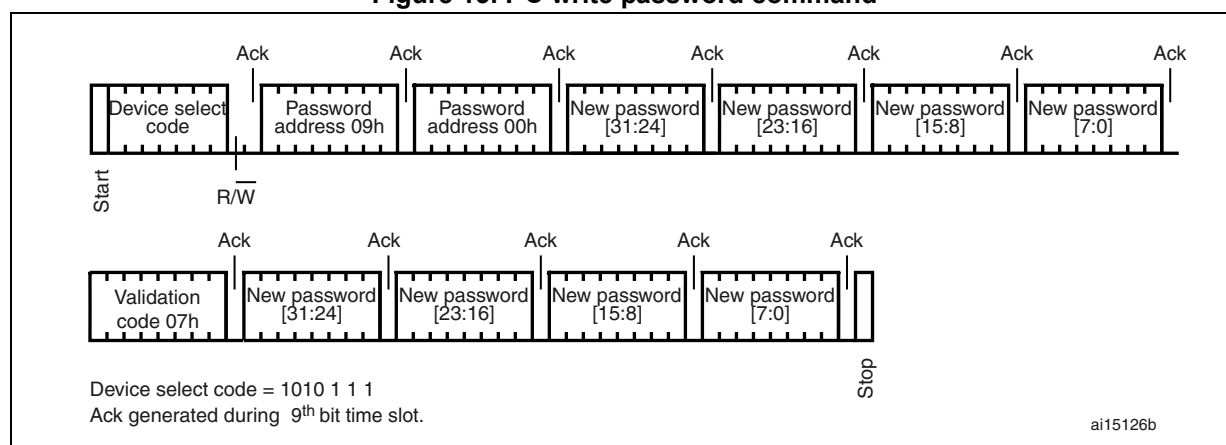 Ack Ack Ack Ack Ack Ack Ack
Device select code
Password address 09h
Password address 00h
New password [31:24]
New password [23:16]
New password [15:8]
New password [7:0]
Start
R/W̅
Ack Ack Ack Ack Ack
Validation code 07h
New password [31:24]
New password [23:16]
New password [15:8]
New password [7:0]
Stop
Device select code = 1010 1 1 1
Ack generated during 9th bit time slot.
ai15126b